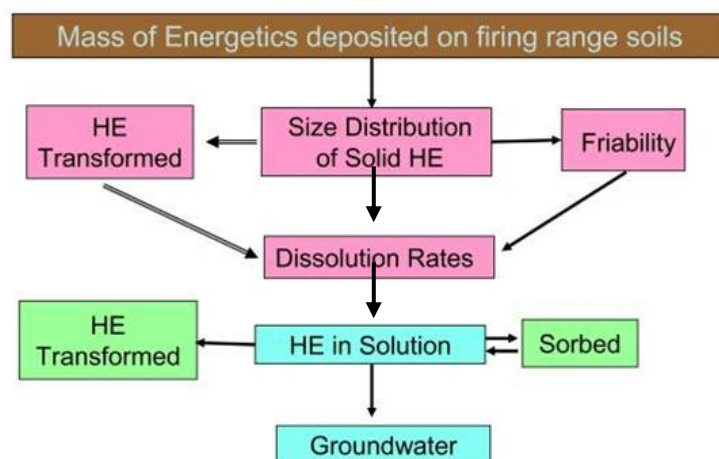 Mass of Energetics deposited on firing range soils
HE
Transformed
Size Distribution
of Solid HE
Friability
Dissolution Rates
HE
Transformed
HE in Solution
Sorbed
Groundwater